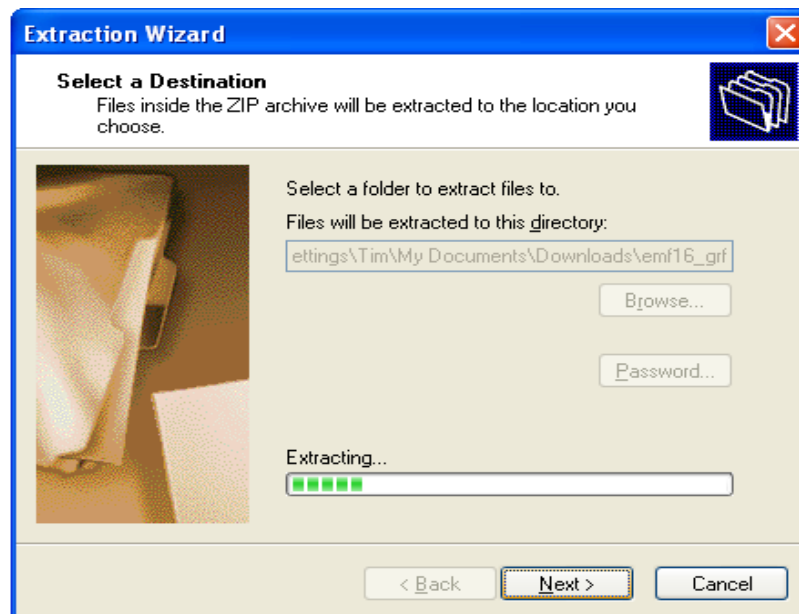 Extraction Wizard
Select a Destination
Files inside the ZIP archive will be extracted to the location you
choose.
Select a folder to extract files to.
Files will be extracted to this directory:
ettings\Tim\My Documents\Downloads\emf16_grf
Browse...
Password...
Extracting...
< Back
Next >
Cancel